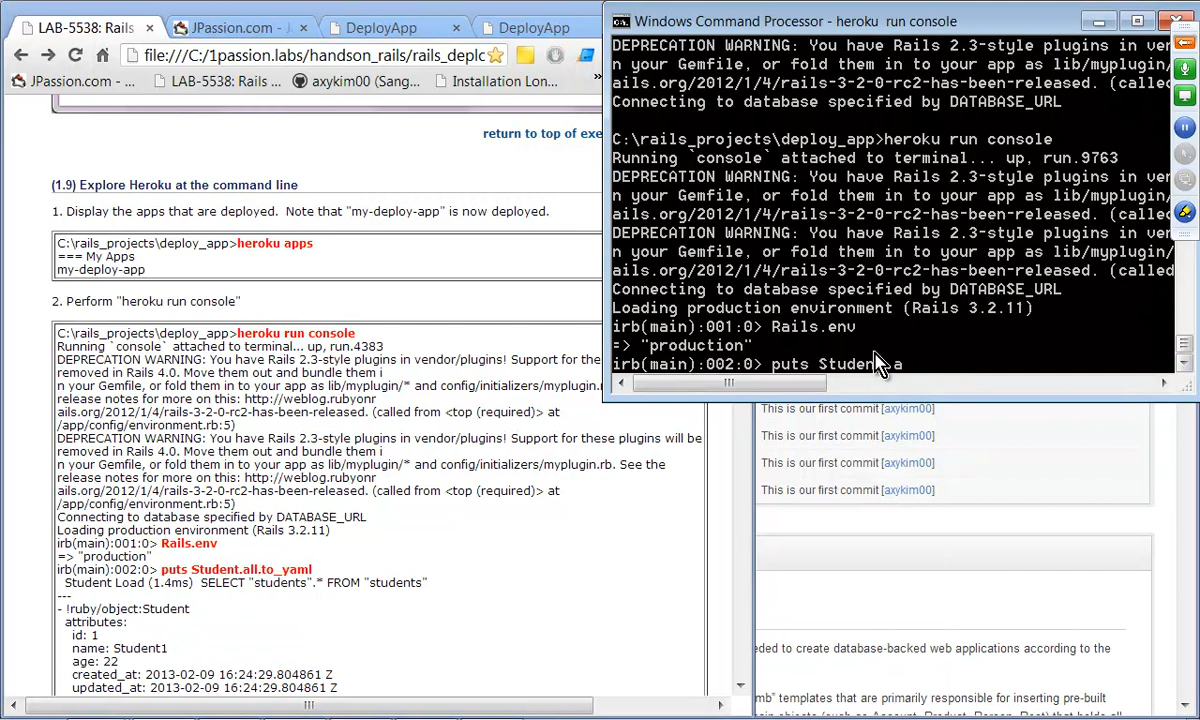 LAB-5538: Rails
JPassion.com - da
DeployApp
DeployApp
file:///C:/1passion.labs/handson_rails/rails_deplo
JPassion.com - ...
LAB-5538: Rails ...
axykim00 (Sang...
Installation Lon...
»
return to top of exe
(1.9) Explore Heroku at the command line
1. Display the apps that are deployed.  Note that "my-deploy-app" is now deployed.
C:\rails_projects\deploy_app>heroku apps
=== My Apps
my-deploy-app
2. Perform "heroku run console"
C:\rails_projects\deploy_app>heroku run console
Running `console` attached to terminal... up, run.4383
DEPRECATION WARNING: You have Rails 2.3-style plugins in vendor/plugins! Support for these plugins will be
removed in Rails 4.0. Move them out and bundle them i
n your Gemfile, or fold them in to your app as lib/myplugin/* and config/initializers/myplugin.rb. See the
release notes for more on this: http://weblog.rubyonr
ails.org/2012/1/4/rails-3-2-0-rc2-has-been-released. (called from <top (required)> at
/app/config/environment.rb:5)
DEPRECATION WARNING: You have Rails 2.3-style plugins in vendor/plugins! Support for these plugins will be
removed in Rails 4.0. Move them out and bundle them i
n your Gemfile, or fold them in to your app as lib/myplugin/* and config/initializers/myplugin.rb. See the
release notes for more on this: http://weblog.rubyonr
ails.org/2012/1/4/rails-3-2-0-rc2-has-been-released. (called from <top (required)> at
/app/config/environment.rb:5)
Connecting to database specified by DATABASE_URL
Loading production environment (Rails 3.2.11)
irb(main):001:0> Rails.env
=> "production"
irb(main):002:0> puts Student.all.to_yaml
Student Load (1.4ms)  SELECT "students".* FROM "students"
---
- !ruby/object:Student
attributes:
id: 1
name: Student1
age: 22
created_at: 2013-02-09 16:24:29.804861 Z
updated_at: 2013-02-09 16:24:29.804861 Z
Windows Command Processor - heroku  run console
DEPRECATION WARNING: You have Rails 2.3-style plugins in ven
n your Gemfile, or fold them in to your app as lib/myplugin/
ails.org/2012/1/4/rails-3-2-0-rc2-has-been-released. (called
Connecting to database specified by DATABASE_URL
C:\rails_projects\deploy_app>heroku run console
Running `console` attached to terminal... up, run.9763
DEPRECATION WARNING: You have Rails 2.3-style plugins in ven
n your Gemfile, or fold them in to your app as lib/myplugin/
ails.org/2012/1/4/rails-3-2-0-rc2-has-been-released. (called
DEPRECATION WARNING: You have Rails 2.3-style plugins in ven
n your Gemfile, or fold them in to your app as lib/myplugin/
ails.org/2012/1/4/rails-3-2-0-rc2-has-been-released. (called
Connecting to database specified by DATABASE_URL
Loading production environment (Rails 3.2.11)
irb(main):001:0> Rails.env
=> "production"
irb(main):002:0> puts Student.a
This is our first commit [axykim00]
This is our first commit [axykim00]
This is our first commit [axykim00]
This is our first commit [axykim00]
eded to create database-backed web applications according to the
mb" templates that are primarily responsible for inserting pre-built